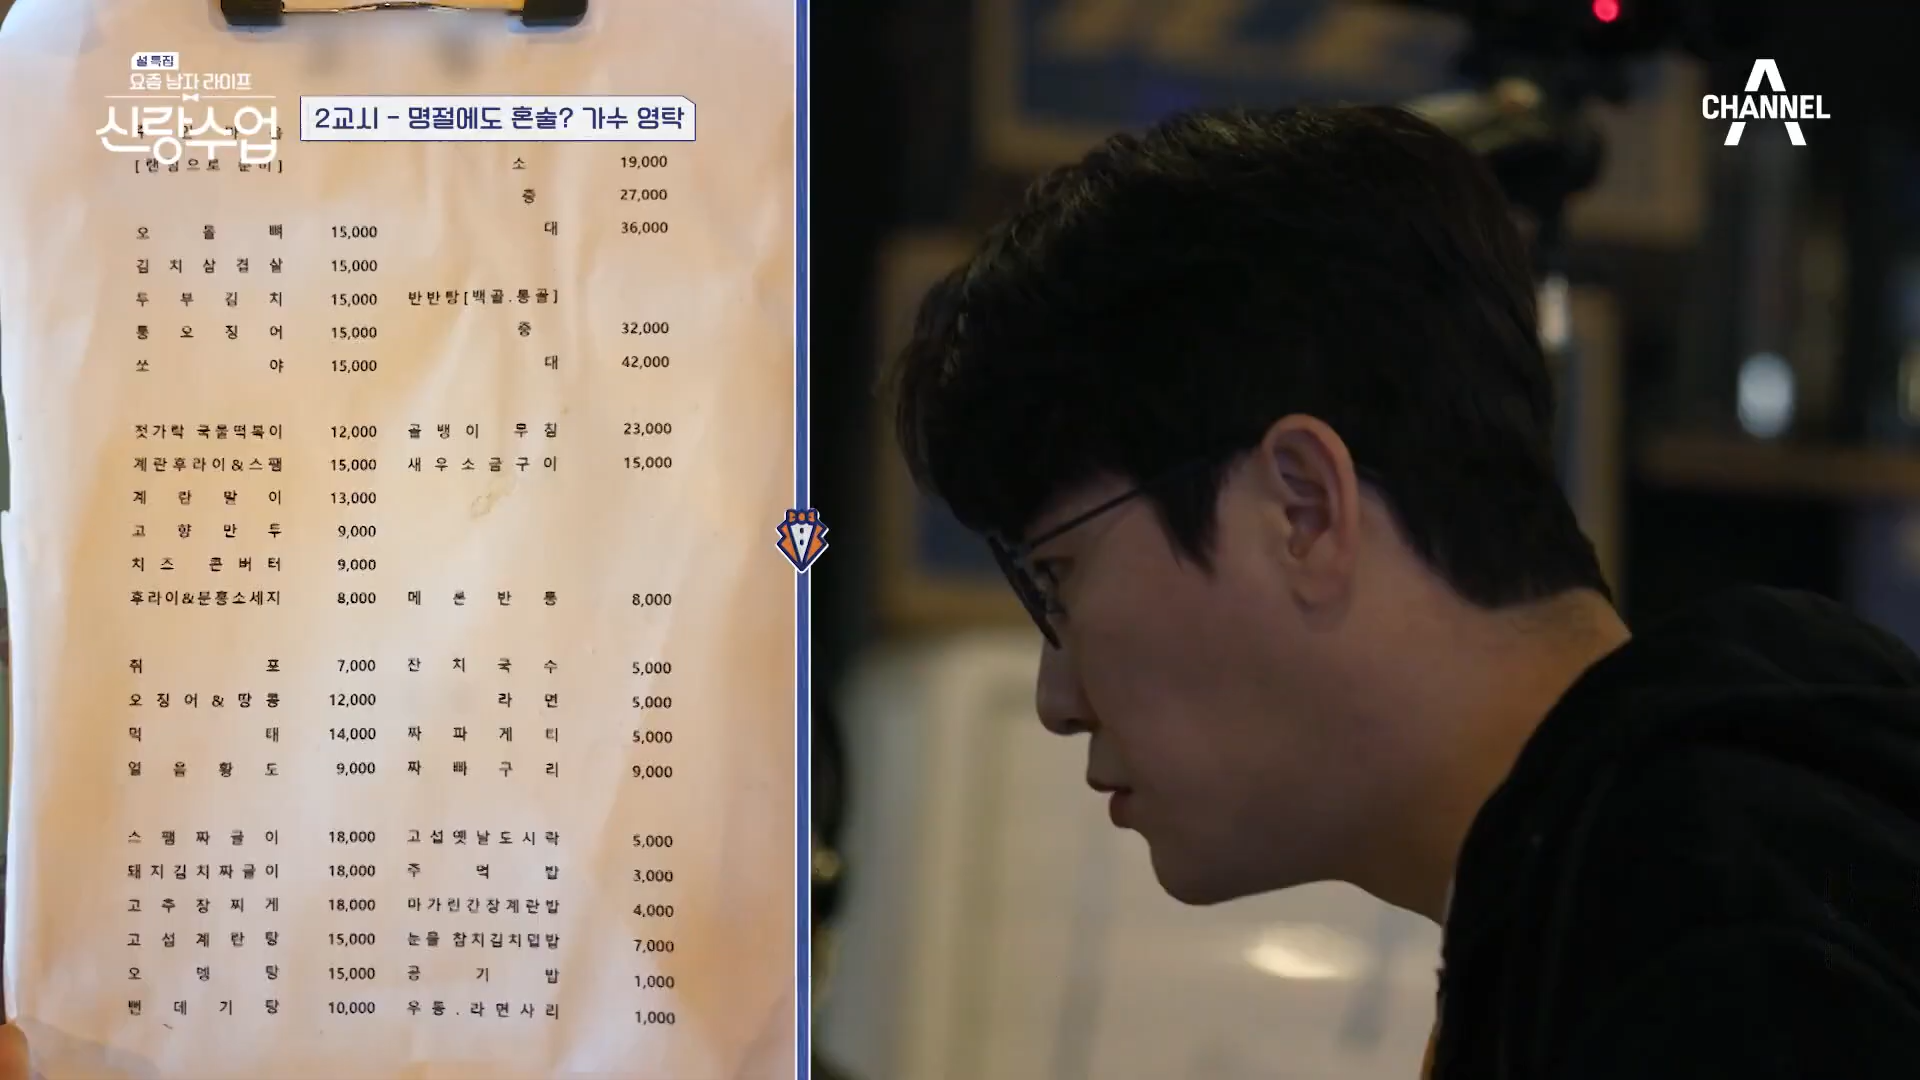 설 특집
요즘 남자 라이프
신랑수업
2교시 - 명절에도 혼술? 가수 영탁
CHANNEL A
소 19,000
중 27,000
대 36,000
오돌뼈 15,000
김치삼겹살 15,000
두부김치 15,000
통오징어 15,000
쏘야 15,000
반반탕[백골.통골]
중 32,000
대 42,000
젓가락 국물떡복이 12,000
계란후라이&스팸 15,000
계란말이 13,000
고향만두 9,000
치즈콘버터 9,000
후라이&분홍소세지 8,000
골뱅이무침 23,000
새우소금구이 15,000
메론반통 8,000
쥐포 7,000
오징어&땅콩 12,000
먹태 14,000
얼음황도 9,000
잔치국수 5,000
라면 5,000
짜파게티 5,000
짜빠구리 9,000
스팸짜글이 18,000
돼지김치짜글이 18,000
고추장찌게 18,000
고섭계란탕 15,000
오뎅탕 15,000
뻔데기탕 10,000
고섭옛날도시락 5,000
주먹밥 3,000
마가린간장계란밥 4,000
눈물 참치김치덥밥 7,000
공기밥 1,000
우동.라면사리 1,000